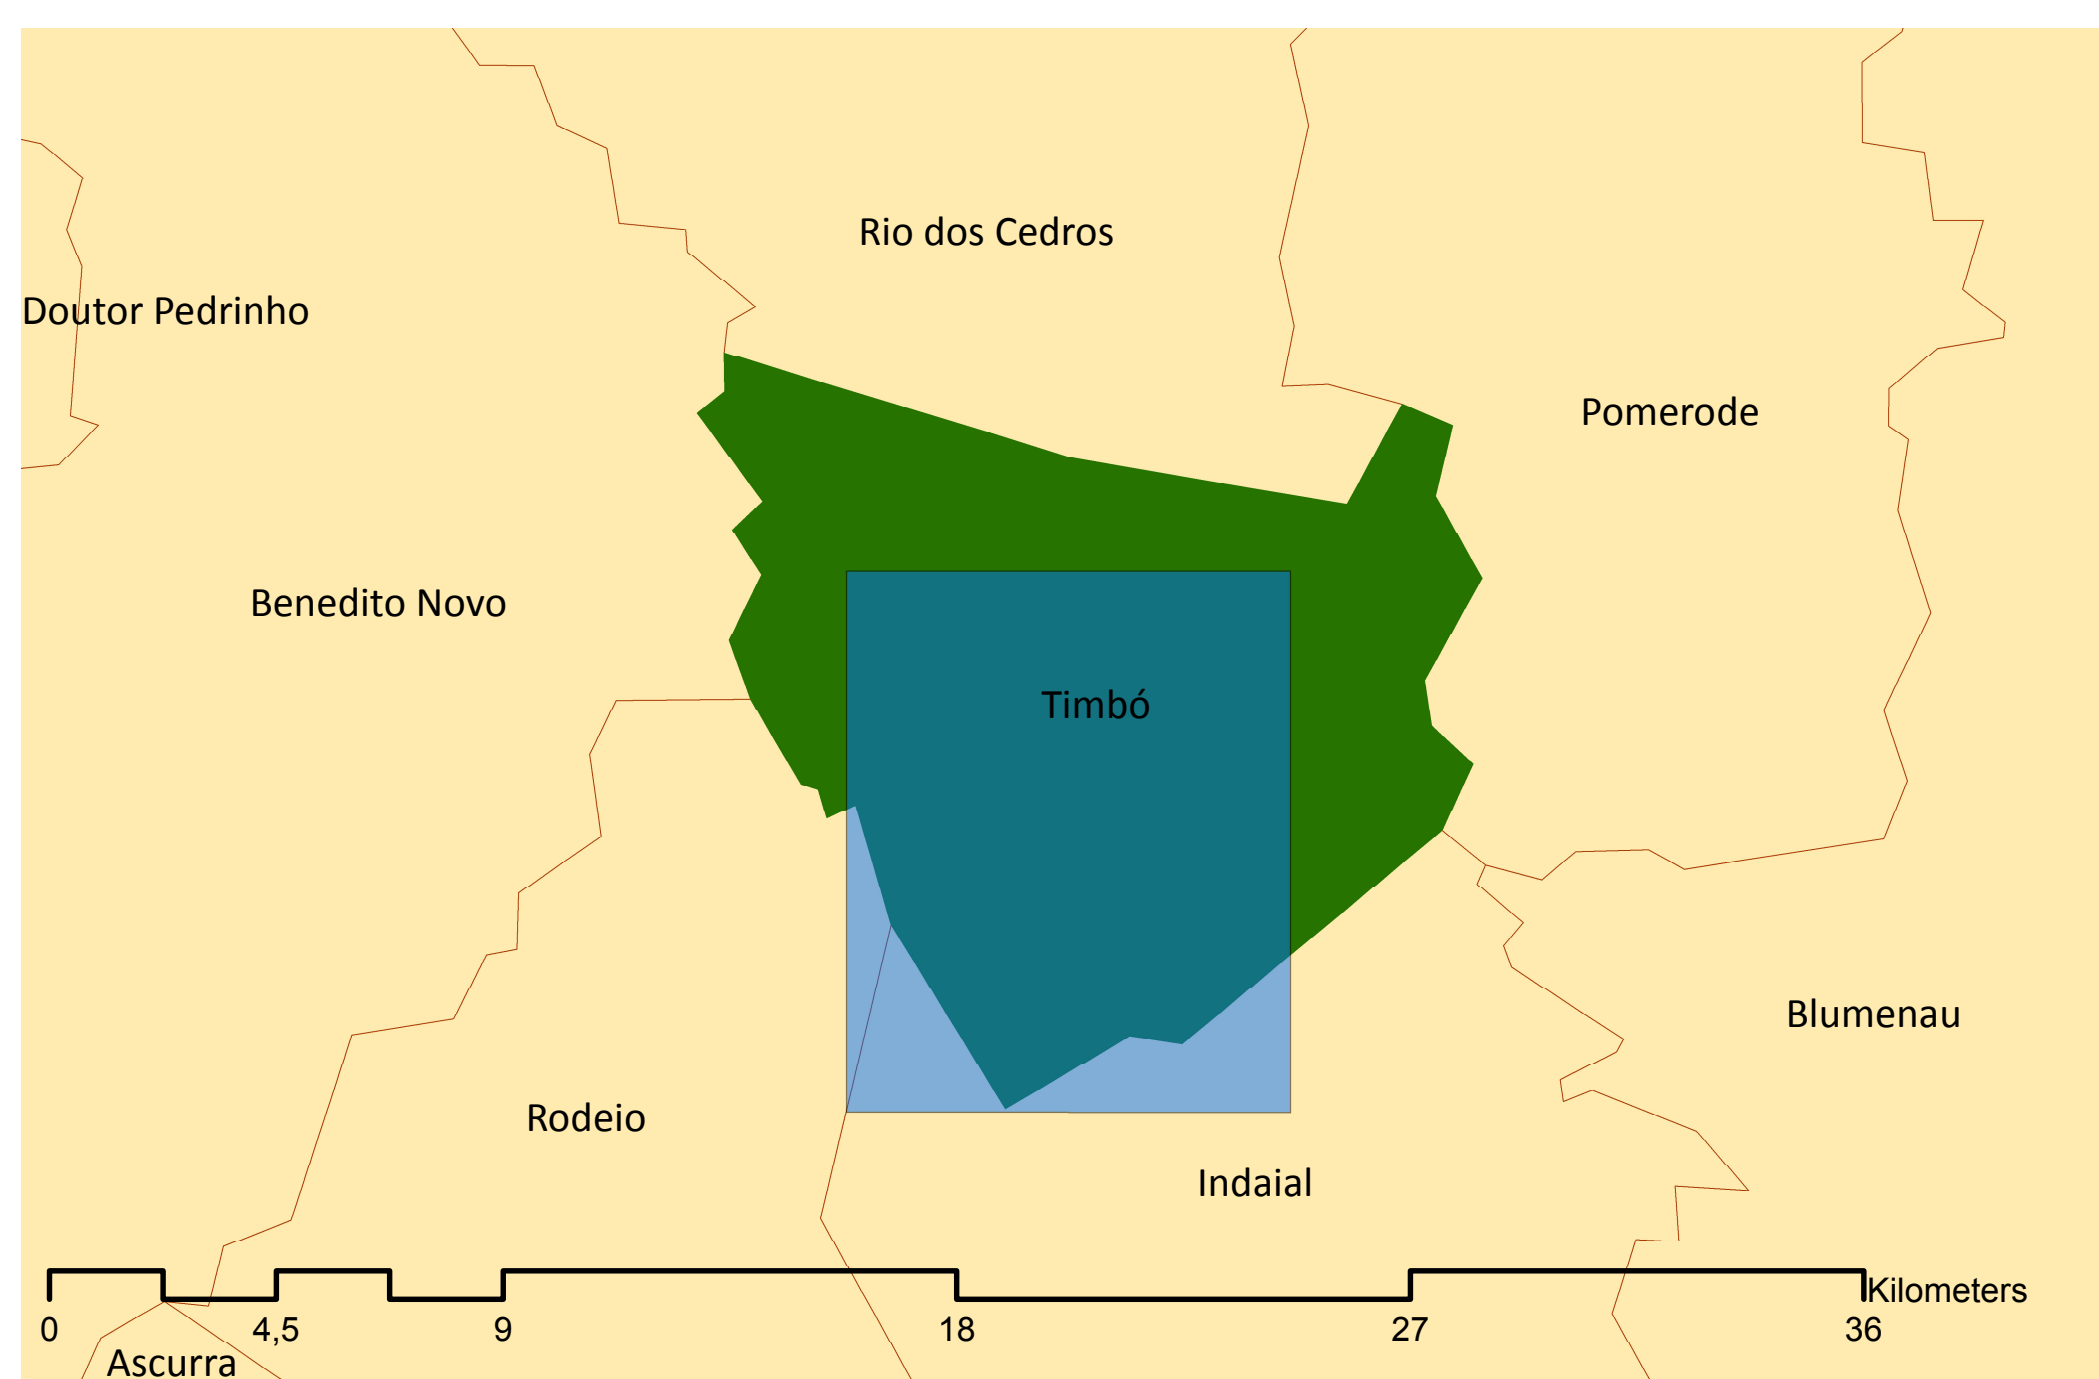 Rio dos Cedros
Doutor Pedrinho
Pomerode
Benedito Novo
Timbó
Blumenau
Rodeio
Indaial
Kilometers
0 4,5 9 18 27 36
Ascurra